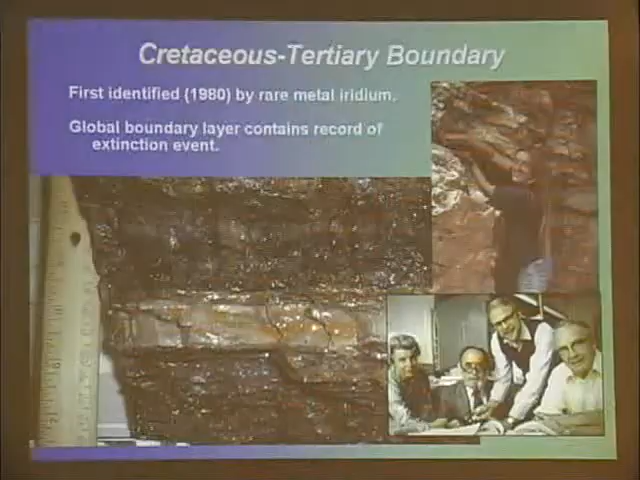 Cretaceous-Tertiary Boundary
First identified (1980) by rare metal iridium.
Global boundary layer contains record of
extinction event.